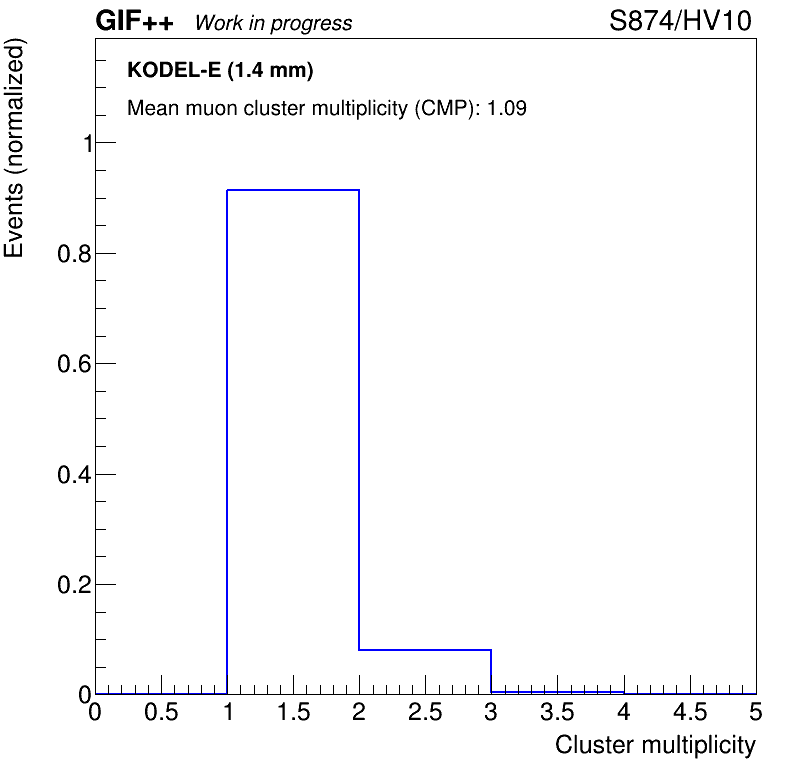 GIF++ Work in progress S874/HV10
KODEL-E (1.4 mm)
Mean muon cluster multiplicity (CMP): 1.09
Events (normalized)
1
0.8
0.6
0.4
0.2
0
0 0.5 1 1.5 2 2.5 3 3.5 4 4.5 5
Cluster multiplicity